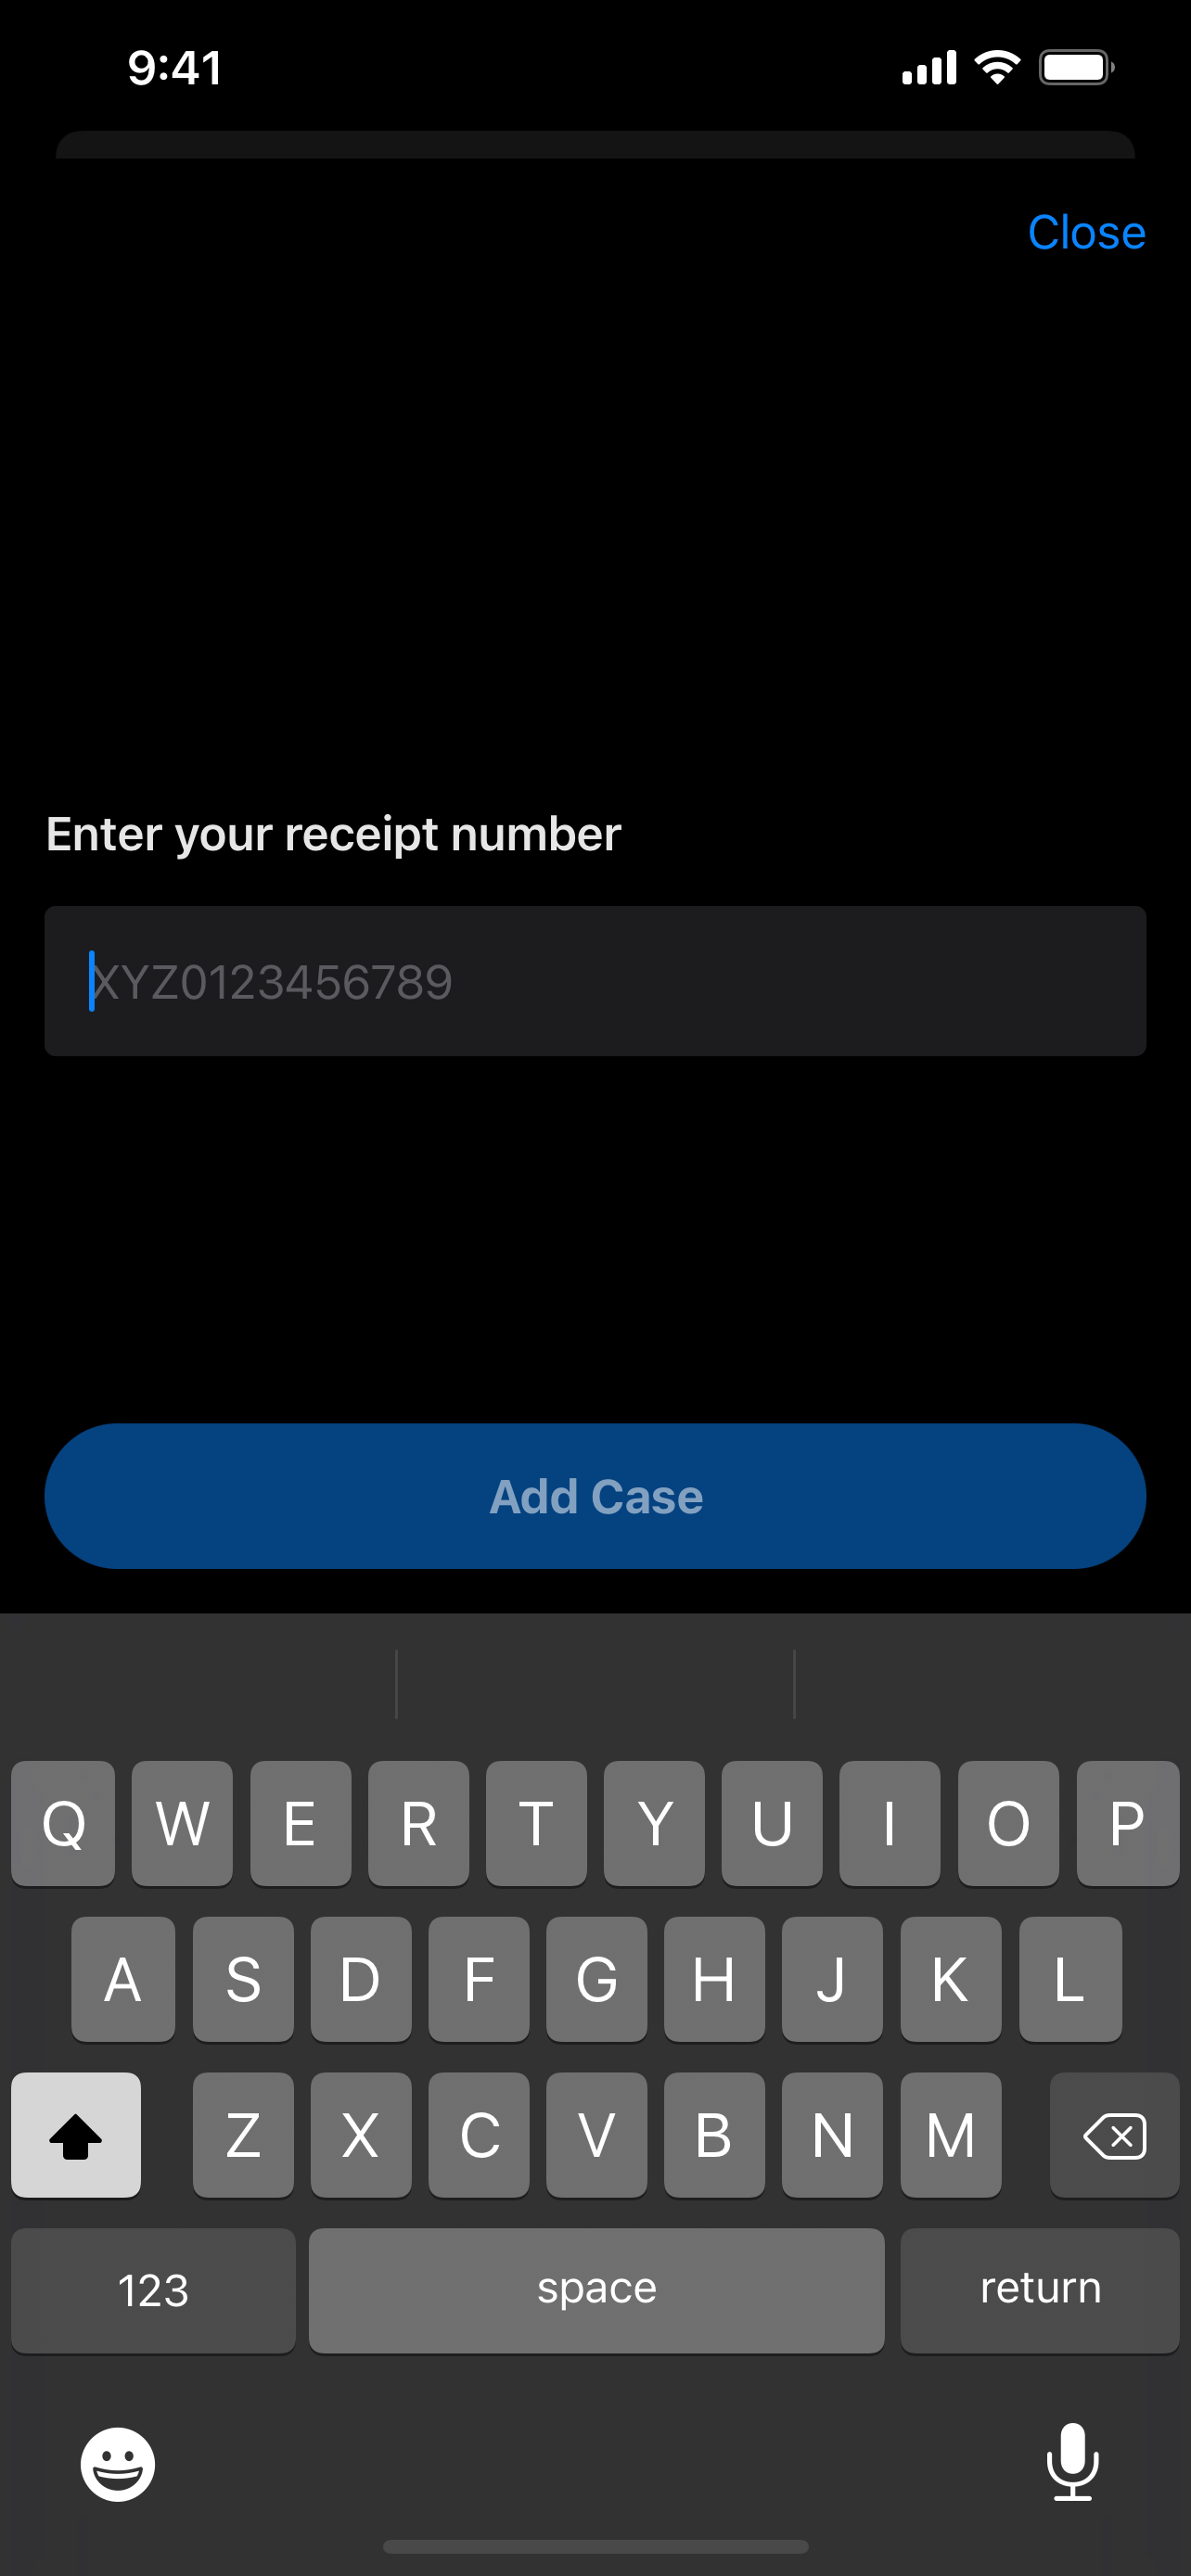 9:41
Close
Enter your receipt number
XYZ0123456789
Add Case
Q W E R T Y U I O P
A S D F G H J K L
Z X C V B N M
123 space return